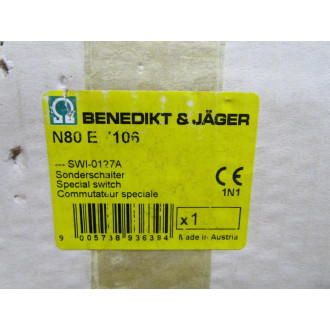 BENEDIKT & JÄGER
N80 E /106
--- SWI-0127A
Sonderschalter
Special switch
Commutateur speciale
CE
1N1
x 1
9 005738 936384
Made in Austria